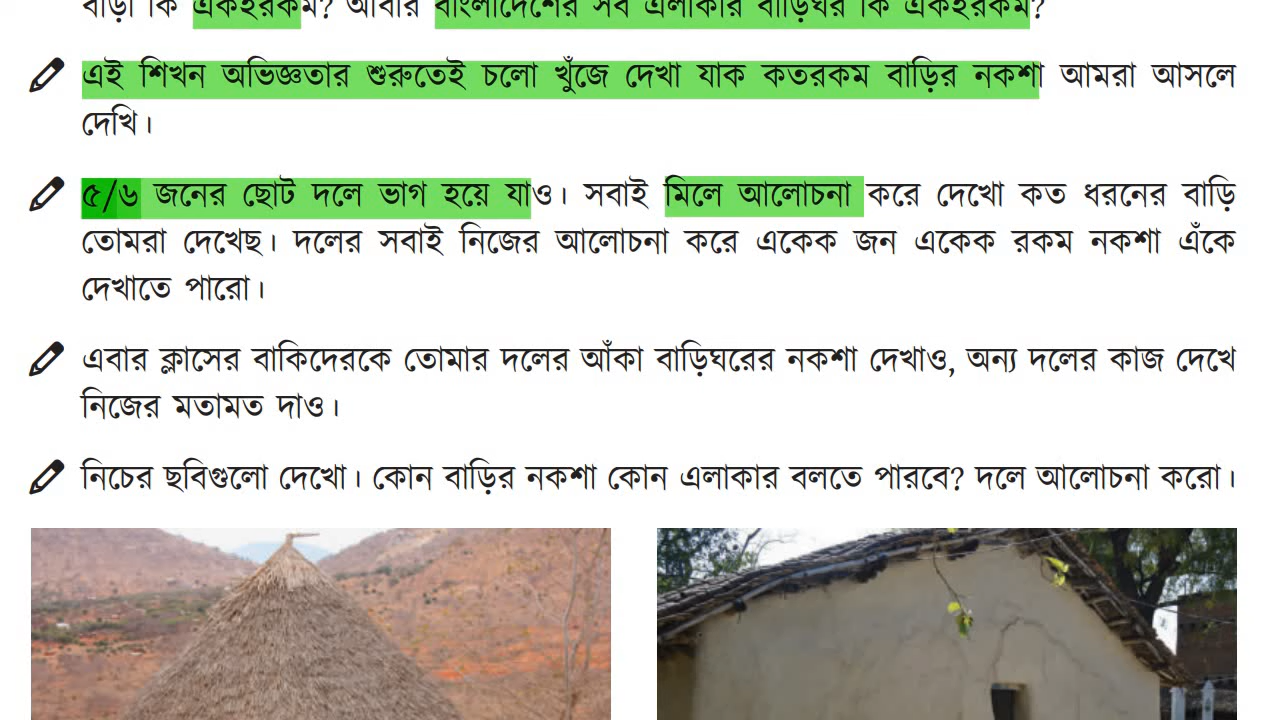 বাড়ি কি একইরকম? আবার বাংলাদেশের সব এলাকার বাড়িঘর কি একইরকম?
এই শিখন অভিজ্ঞতার শুরুতেই চলো খুঁজে দেখা যাক কতরকম বাড়ির নকশা আমরা আসলে
দেখি।
৫/৬ জনের ছোট দলে ভাগ হয়ে যাও। সবাই মিলে আলোচনা করে দেখো কত ধরনের বাড়ি
তোমরা দেখেছ। দলের সবাই নিজের আলোচনা করে একেক জন একেক রকম নকশা এঁকে
দেখাতে পারো।
এবার ক্লাসের বাকিদেরকে তোমার দলের আঁকা বাড়িঘরের নকশা দেখাও, অন্য দলের কাজ দেখে
নিজের মতামত দাও।
নিচের ছবিগুলো দেখো। কোন বাড়ির নকশা কোন এলাকার বলতে পারবে? দলে আলোচনা করো।